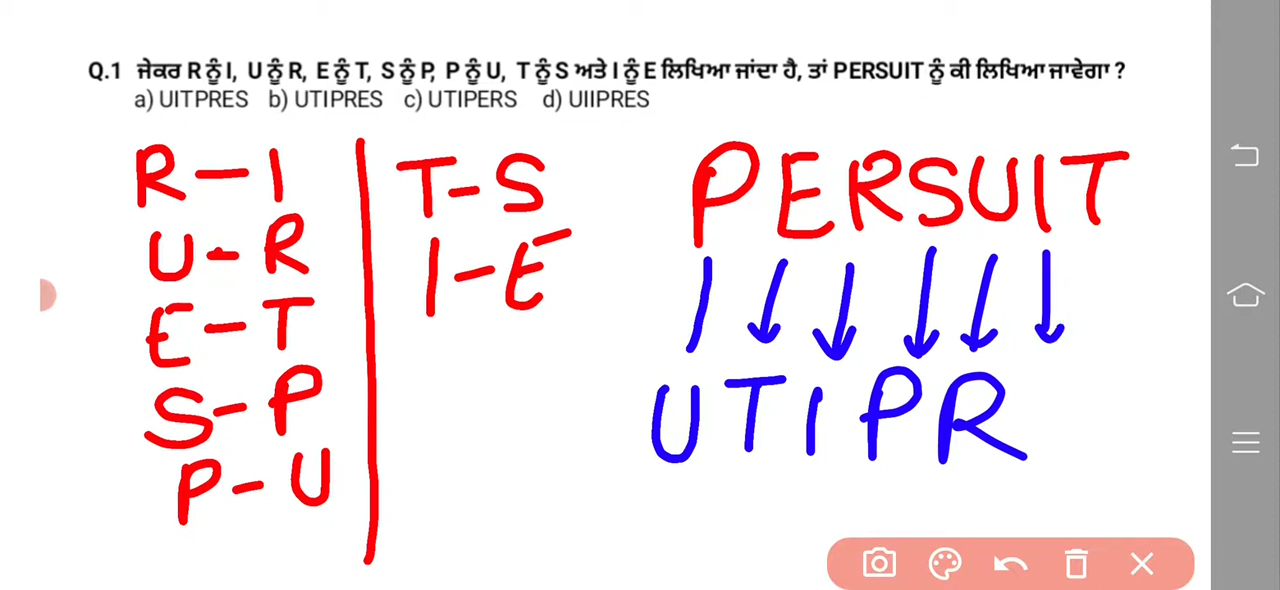 Q.1 ਜੇਕਰ R ਨੂੰ I, U ਨੂੰ R, E ਨੂੰ T, S ਨੂੰ P, P ਨੂੰ U, T ਨੂੰ S ਅਤੇ I ਨੂੰ E ਲਿਖਿਆ ਜਾਂਦਾ ਹੈ, ਤਾਂ PERSUIT ਨੂੰ ਕੀ ਲਿਖਿਆ ਜਾਵੇਗਾ ?
a) UITPRES b) UTIPRES c) UTIPERS d) UIIPRES
R - I
U - R
E - T
S - P
P - U
T - S
I - E
PERSUIT
UTIPR